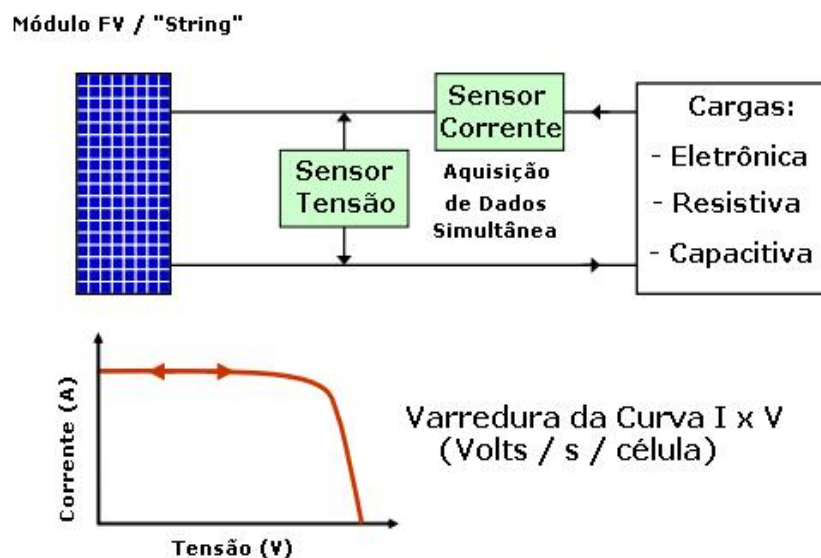 Módulo FV / "String"
Sensor
Corrente
Cargas:
- Eletrônica
- Resistiva
- Capacitiva
Sensor
Tensão
Aquisição
de Dados
Simultânea
Corrente (A)
Tensão (V)
Varredura da Curva I x V
(Volts / s / célula)